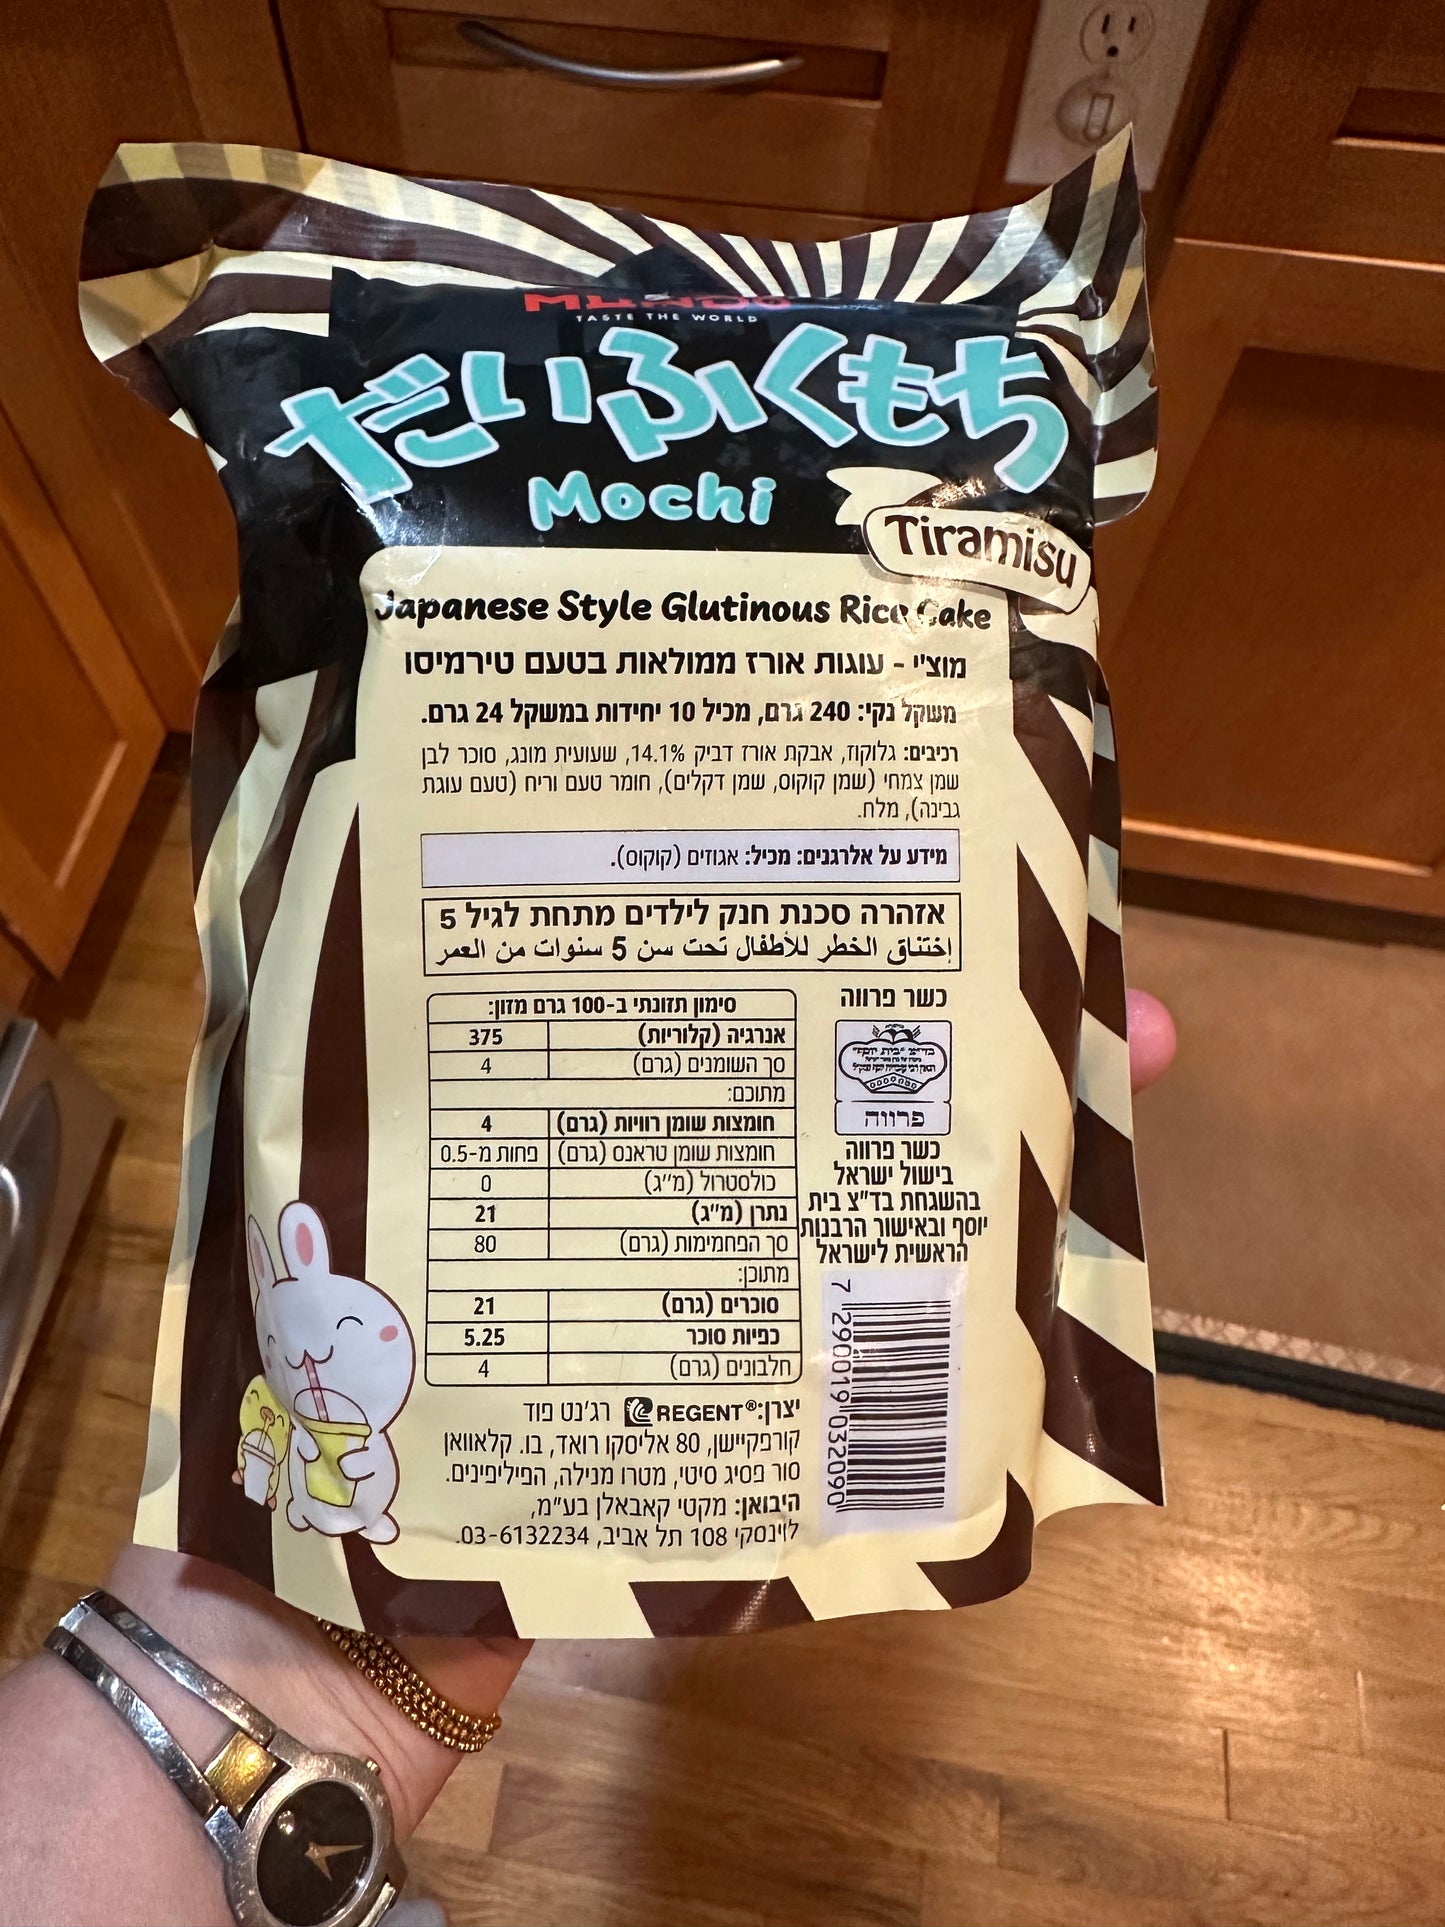 MUNDO
TASTE THE WORLD
だいふくもち
Mochi
Tiramisu
Japanese Style Glutinous Rice Cake
מוצ'י - עוגות אורז ממולאות בטעם טירמיסו
משקל נקי: 240 גרם, מכיל 10 יחידות במשקל 24 גרם.
רכיבים: גלוקוז, אבקת אורז דביק 14.1%, שעועית מונג, סוכר לבן
שמן צמחי (שמן קוקוס, שמן דקלים), חומר טעם וריח (טעם עוגת
גבינה), מלח.
מידע על אלרגנים: מכיל: אגוזים (קוקוס).
אזהרה סכנת חנק לילדים מתחת לגיל 5
إختناق الخطر للأطفال تحت سن 5 سنوات من العمر
סימון תזונתי ב-100 גרם מזון:
אנרגיה (קלוריות) 375
סך השומנים (גרם) 4
מתוכם:
חומצות שומן רוויות (גרם) 4
חומצות שומן טראנס (גרם) פחות מ-0.5
כולסטרול (מ"ג) 0
נתרן (מ"ג) 21
סך הפחמימות (גרם) 80
מתוכן:
סוכרים (גרם) 21
כפיות סוכר 5.25
חלבונים (גרם) 4
כשר פרווה
בד"צ "בית יוסף"
פרווה
כשר פרווה
בישול ישראל
בהשגחת בד"צ בית
יוסף ובאישור הרבנות
הראשית לישראל
7 290019 032090
יצרן: REGENT® רג'נט פוד
קורפקיישן, 80 אליסקו רואד, בו. קלאוואן
סור פסיג סיטי, מטרו מנילה, הפיליפינים.
היבואן: מקטי קאבאלן בע"מ,
לוינסקי 108 תל אביב, 03-6132234.